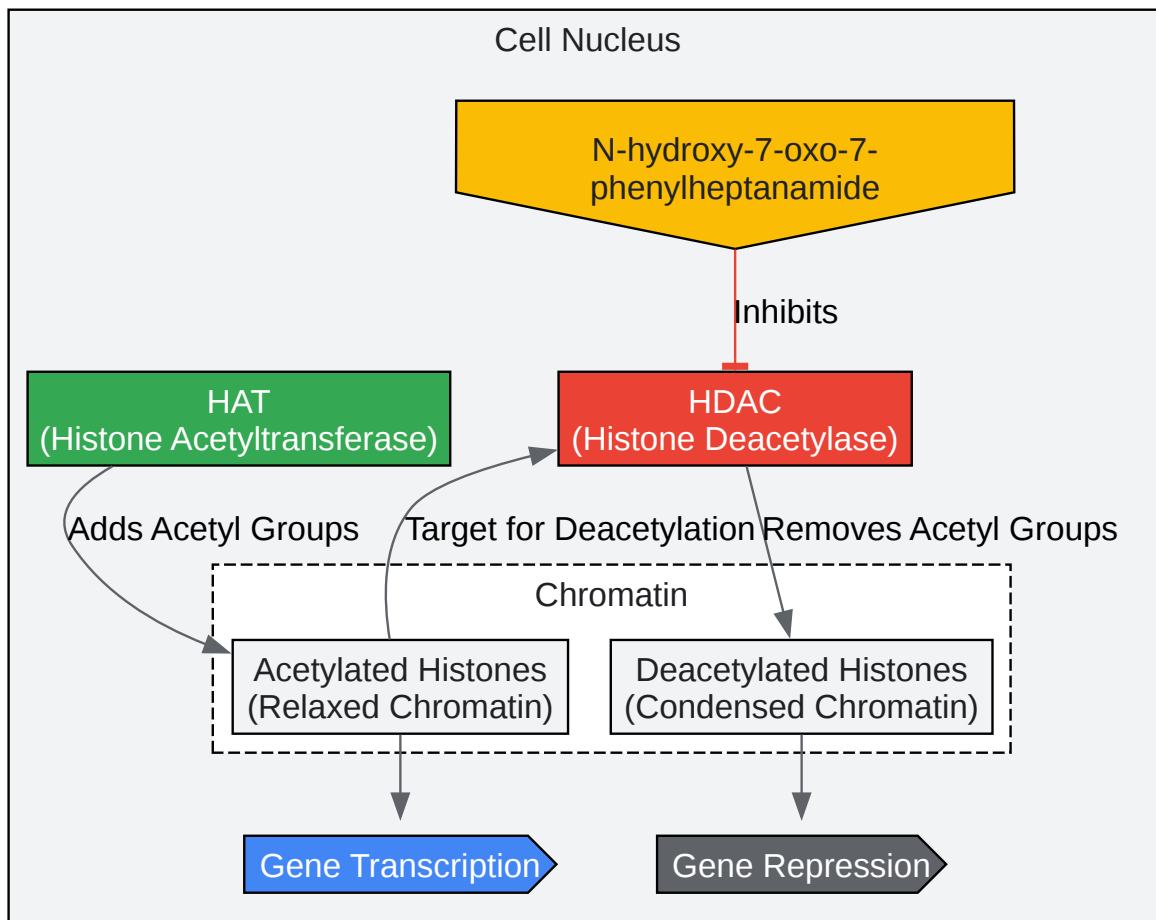 Cell Nucleus
N-hydroxy-7-oxo-7-
phenylheptanamide
Inhibits
HAT
(Histone Acetyltransferase)
HDAC
(Histone Deacetylase)
Adds Acetyl Groups
Target for Deacetylation
Removes Acetyl Groups
Chromatin
Acetylated Histones
(Relaxed Chromatin)
Deacetylated Histones
(Condensed Chromatin)
Gene Transcription
Gene Repression